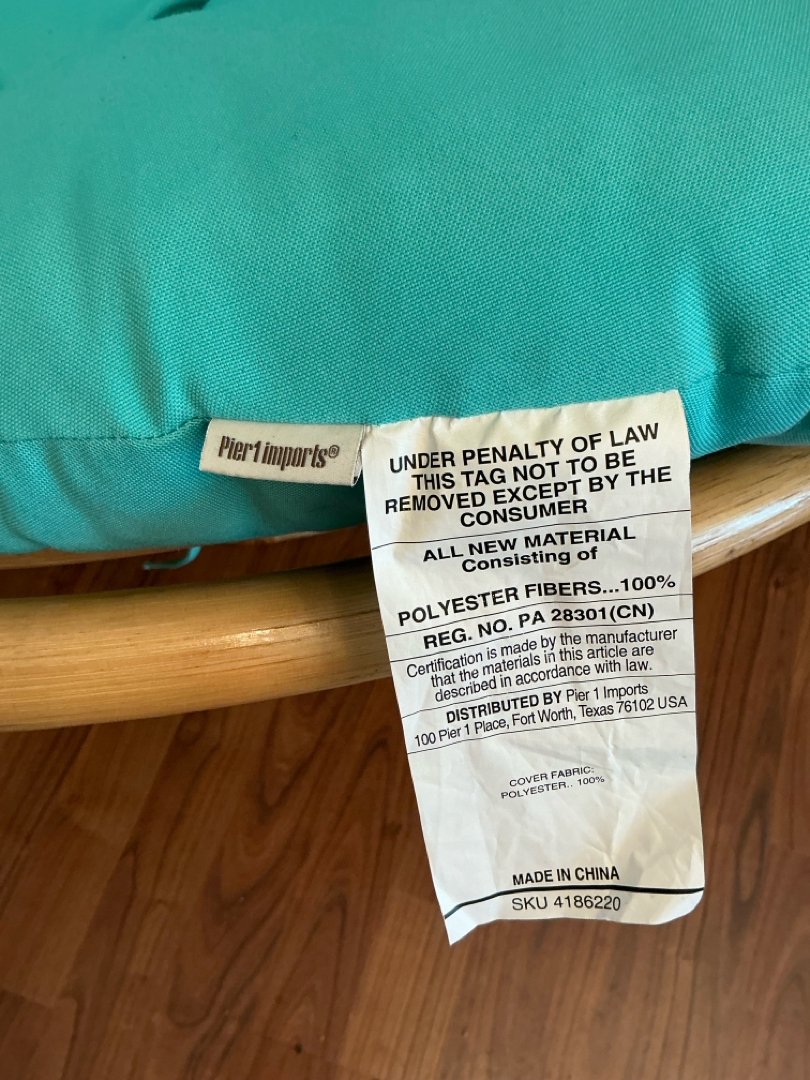 Pier1 imports®
UNDER PENALTY OF LAW
THIS TAG NOT TO BE
REMOVED EXCEPT BY THE
CONSUMER
ALL NEW MATERIAL
Consisting of
POLYESTER FIBERS...100%
REG. NO. PA 28301(CN)
Certification is made by the manufacturer
that the materials in this article are
described in accordance with law.
DISTRIBUTED BY Pier 1 Imports
100 Pier 1 Place, Fort Worth, Texas 76102 USA
COVER FABRIC:
POLYESTER.. 100%
MADE IN CHINA
SKU 4186220